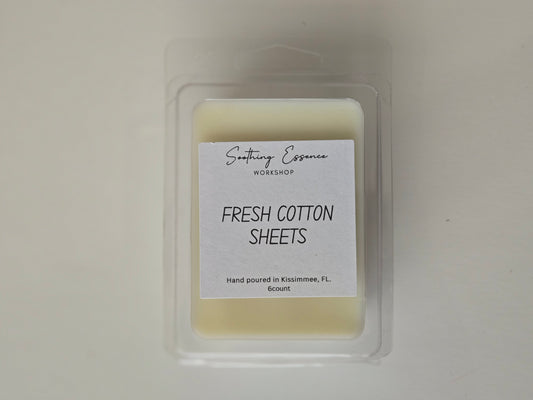 Soothing Essence
WORKSHOP
FRESH COTTON
SHEETS
Hand poured in Kissimmee, FL.
6count